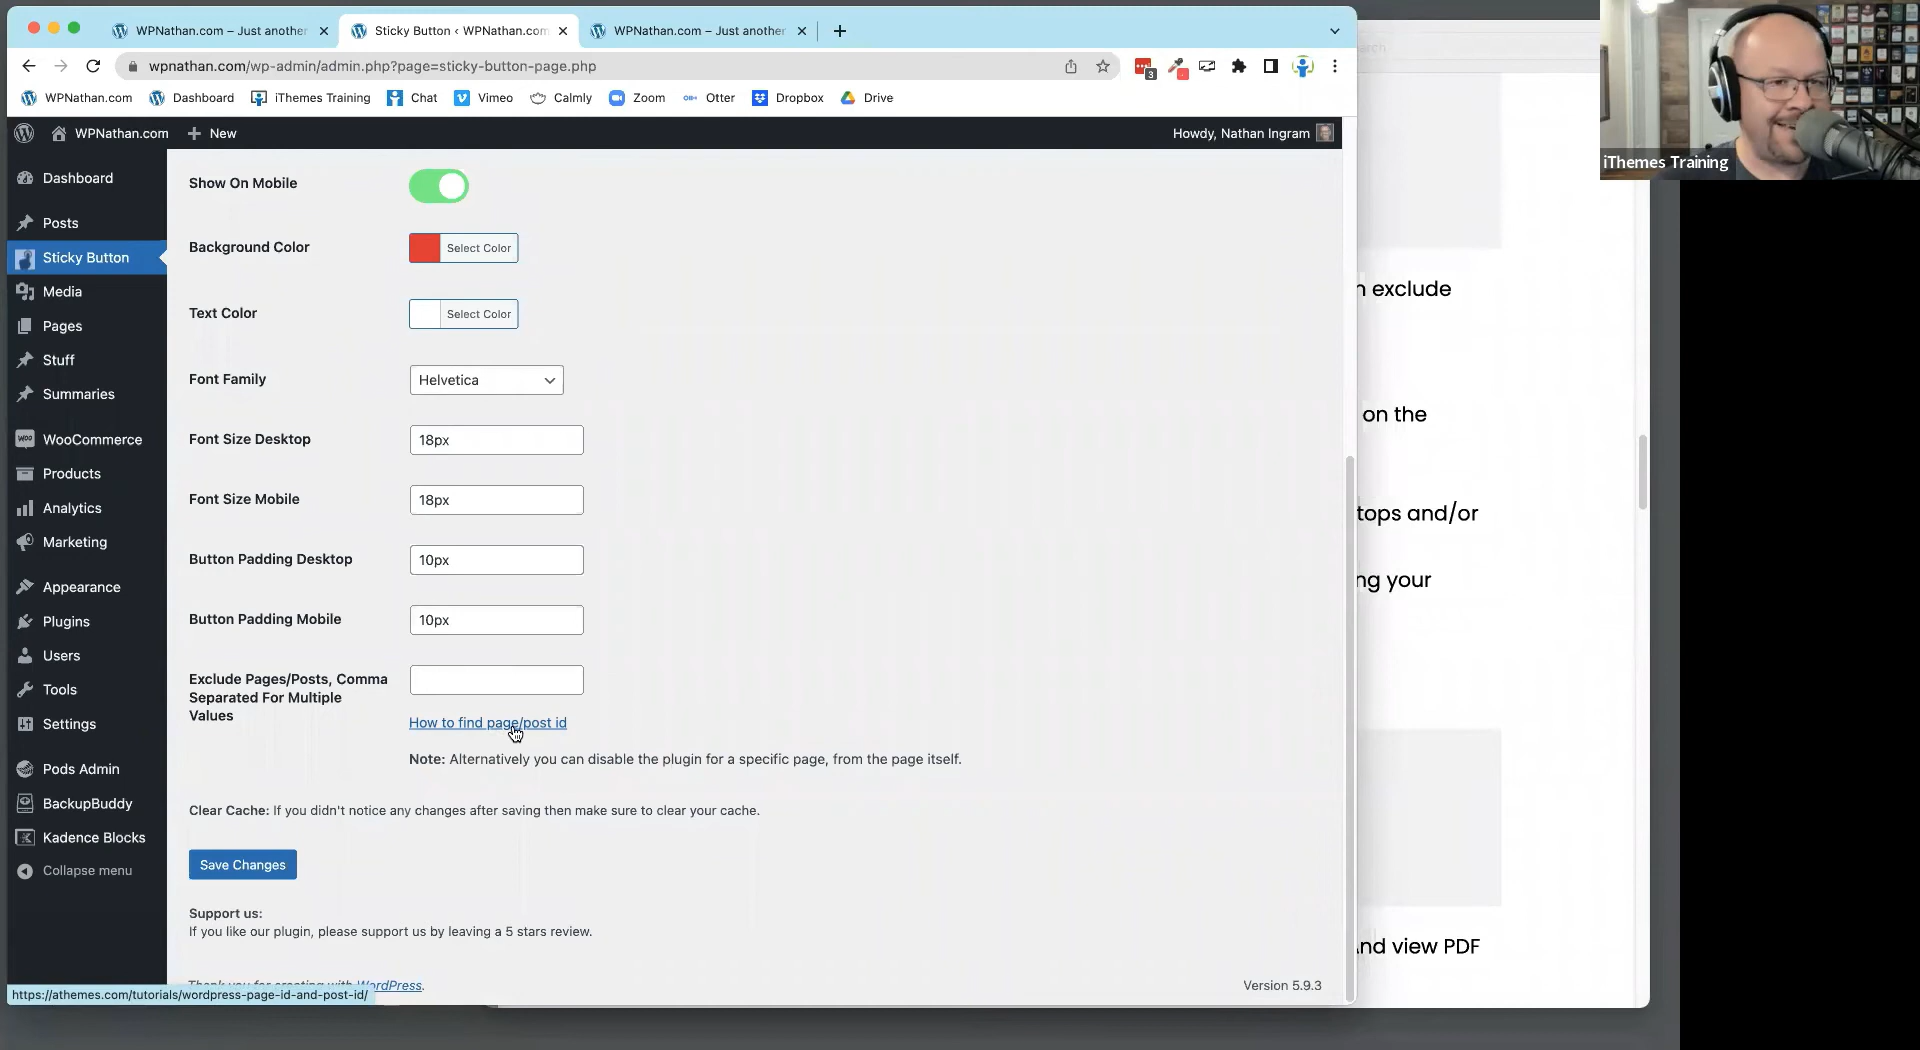 WPNathan.com – Just another
Sticky Button ‹ WPNathan.com
WPNathan.com – Just another
wpnathan.com/wp-admin/admin.php?page=sticky-button-page.php
3
WPNathan.com
Dashboard
iThemes Training
Chat
Vimeo
Calmly
Zoom
Otter
Dropbox
Drive
WPNathan.com
New
Howdy, Nathan Ingram
iThemes Training
Dashboard
Posts
Sticky Button
Media
Pages
Stuff
Summaries
WooCommerce
Products
Analytics
Marketing
Appearance
Plugins
Users
Tools
Settings
Pods Admin
BackupBuddy
Kadence Blocks
Collapse menu
Show On Mobile
Background Color
Select Color
Text Color
Select Color
Font Family
Helvetica
Font Size Desktop
18px
Font Size Mobile
18px
Button Padding Desktop
10px
Button Padding Mobile
10px
Exclude Pages/Posts, Comma
Separated For Multiple
Values
How to find page/post id
Note: Alternatively you can disable the plugin for a specific page, from the page itself.
Clear Cache: If you didn't notice any changes after saving then make sure to clear your cache.
Save Changes
Support us:
If you like our plugin, please support us by leaving a 5 stars review.
Thank you for creating with WordPress.
Version 5.9.3
https://athemes.com/tutorials/wordpress-page-id-and-post-id/
exclude
on the
tops and/or
ng your
And view PDF